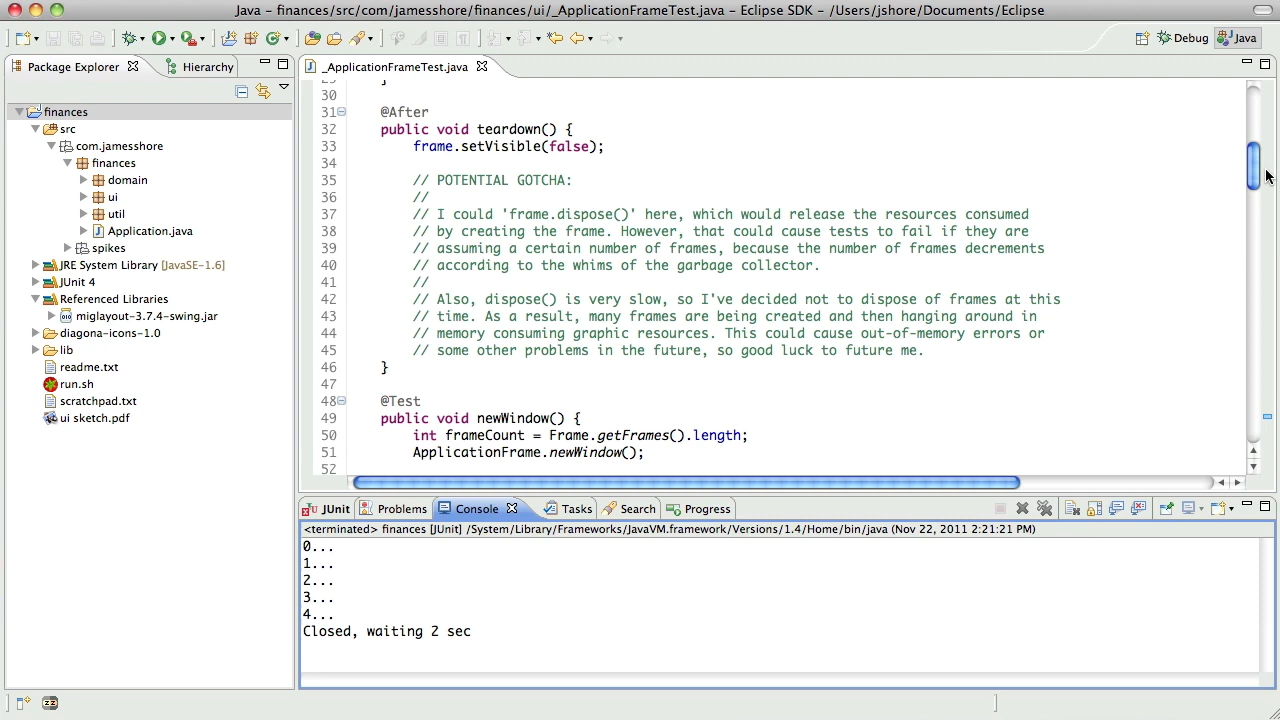 Java – finances/src/com/jamesshore/finances/ui/_ApplicationFrameTest.java – Eclipse SDK – /Users/jshore/Documents/Eclipse
Debug
Java
Package Explorer
Hierarchy
_ApplicationFrameTest.java
finances
src
com.jamesshore
finances
domain
ui
util
Application.java
spikes
JRE System Library [JavaSE-1.6]
JUnit 4
Referenced Libraries
miglayout-3.7.4-swing.jar
diagona-icons-1.0
lib
readme.txt
run.sh
scratchpad.txt
ui sketch.pdf
29 }
30
31 @After
32 public void teardown() {
33 frame.setVisible(false);
34
35 // POTENTIAL GOTCHA:
36 //
37 // I could 'frame.dispose()' here, which would release the resources consumed
38 // by creating the frame. However, that could cause tests to fail if they are
39 // assuming a certain number of frames, because the number of frames decrements
40 // according to the whims of the garbage collector.
41 //
42 // Also, dispose() is very slow, so I've decided not to dispose of frames at this
43 // time. As a result, many frames are being created and then hanging around in
44 // memory consuming graphic resources. This could cause out-of-memory errors or
45 // some other problems in the future, so good luck to future me.
46 }
47
48 @Test
49 public void newWindow() {
50 int frameCount = Frame.getFrames().length;
51 ApplicationFrame.newWindow();
52
JUnit
Problems
Console
Tasks
Search
Progress
<terminated> finances [JUnit] /System/Library/Frameworks/JavaVM.framework/Versions/1.4/Home/bin/java (Nov 22, 2011 2:21:21 PM)
0...
1...
2...
3...
4...
Closed, waiting 2 sec